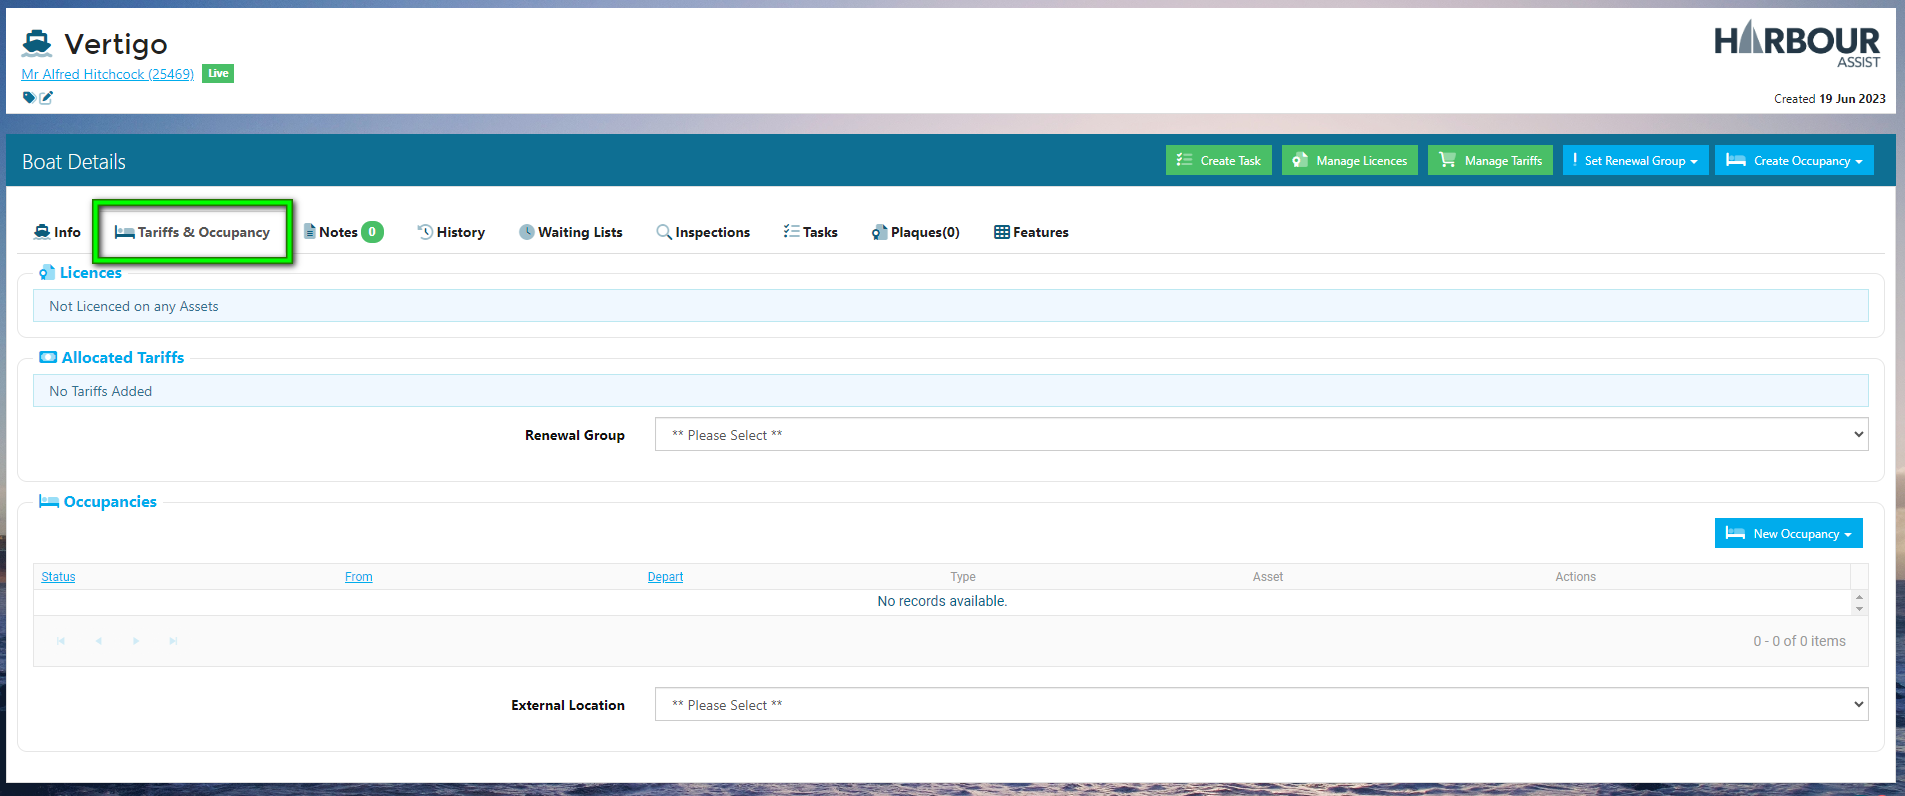 Vertigo
Mr Alfred Hitchcock (25469) Live
HARBOUR
ASSIST
Created 19 Jun 2023
Boat Details
Create Task Manage Licences Manage Tariffs ! Set Renewal Group Create Occupancy
Info Tariffs & Occupancy Notes 0 History Waiting Lists Inspections Tasks Plaques(0) Features
Licences
Not Licenced on any Assets
Allocated Tariffs
No Tariffs Added
Renewal Group ** Please Select **
Occupancies
New Occupancy
Status From Depart Type Asset Actions
No records available.
0 - 0 of 0 items
External Location ** Please Select **